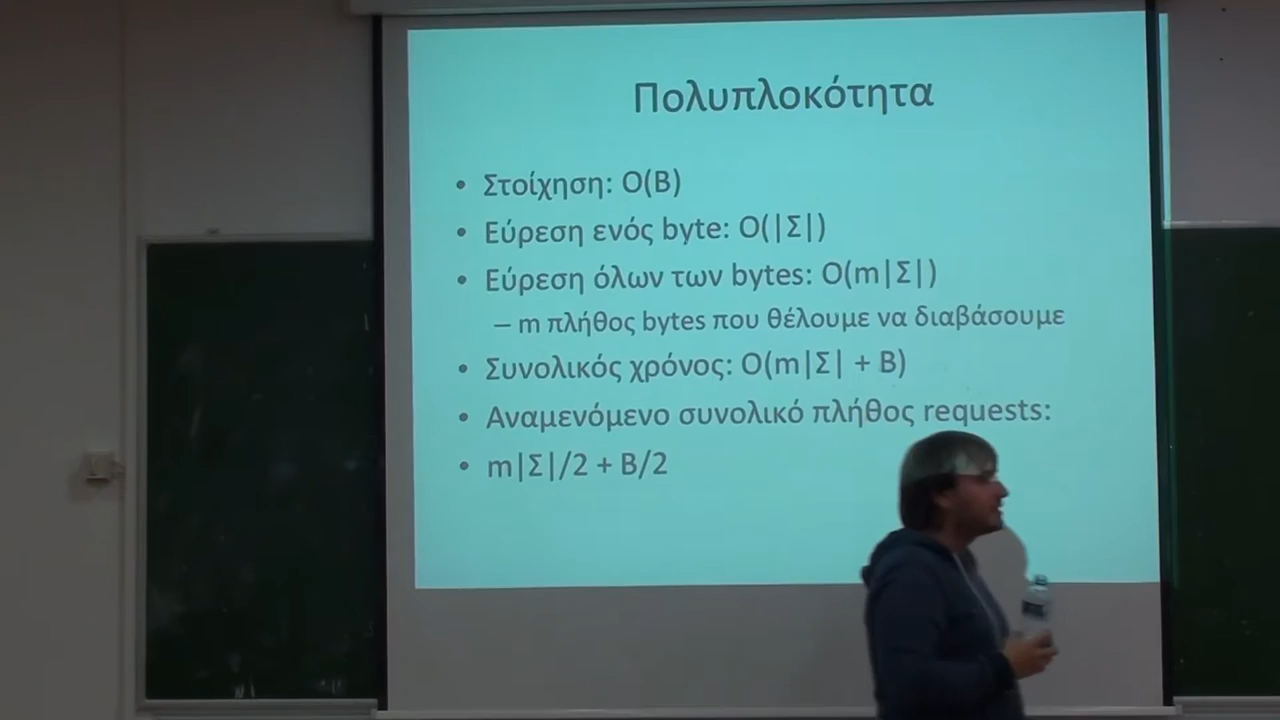 Πολυπλοκότητα
• Στοίχηση: O(B)
• Εύρεση ενός byte: O(|Σ|)
• Εύρεση όλων των bytes: O(m|Σ|)
– m πλήθος bytes που θέλουμε να διαβάσουμε
• Συνολικός χρόνος: O(m|Σ| + B)
• Αναμενόμενο συνολικό πλήθος requests:
• m|Σ|/2 + B/2